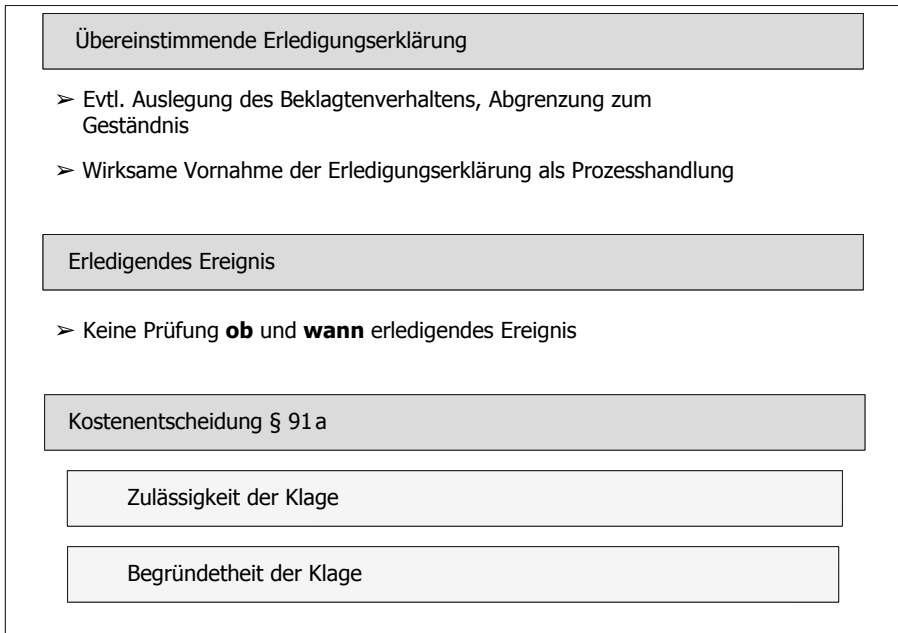 Übereinstimmende Erledigungserklärung
➢ Evtl. Auslegung des Beklagtenverhaltens, Abgrenzung zum
Geständnis
➢ Wirksame Vornahme der Erledigungserklärung als Prozesshandlung
Erledigendes Ereignis
➢ Keine Prüfung ob und wann erledigendes Ereignis
Kostenentscheidung § 91a
Zulässigkeit der Klage
Begründetheit der Klage